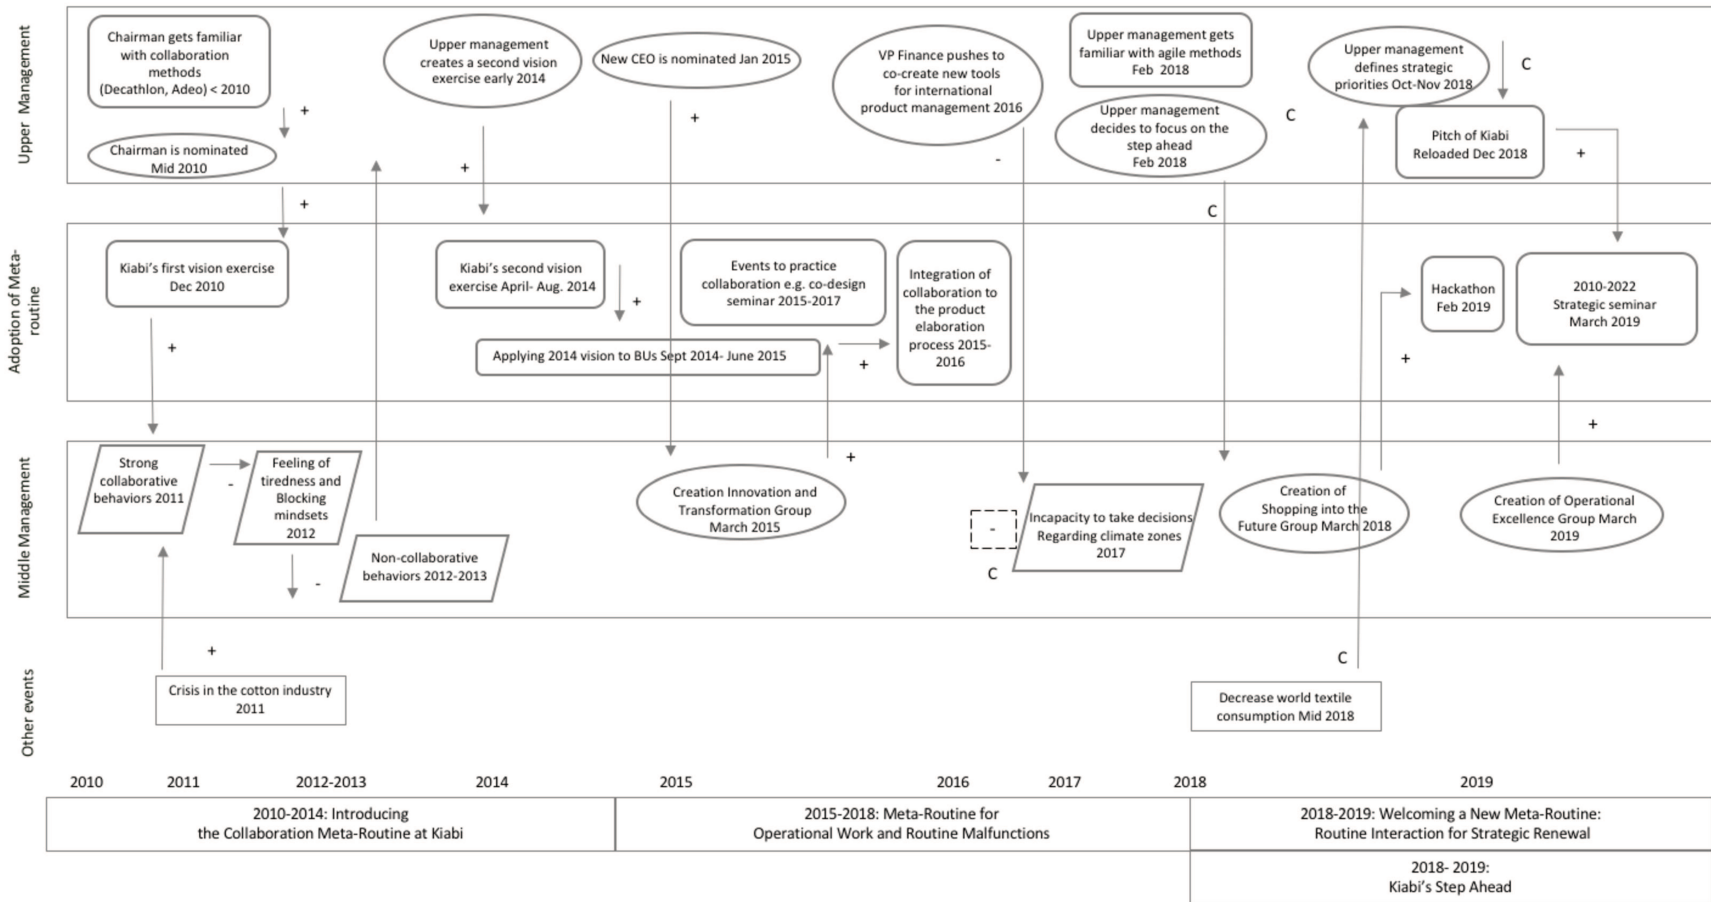 Upper Management
Chairman gets familiar
with collaboration
methods
(Decathlon, Adeo) < 2010
+
Chairman is nominated
Mid 2010
+
Upper management
creates a second vision
exercise early 2014
+
New CEO is nominated Jan 2015
+
VP Finance pushes to
co-create new tools
for international
product management 2016
-
Upper management gets
familiar with agile methods
Feb 2018
Upper management
decides to focus on the
step ahead
Feb 2018
C
C
Upper management
defines strategic
priorities Oct-Nov 2018
C
Pitch of Kiabi
Reloaded Dec 2018
+
Adoption of Meta-
routine
Kiabi's first vision exercise
Dec 2010
+
Kiabi's second vision
exercise April- Aug. 2014
+
Applying 2014 vision to BUs Sept 2014- June 2015
Events to practice
collaboration e.g. co-design
seminar 2015-2017
+
Integration of
collaboration to
the product
elaboration
process 2015-
2016
Hackathon
Feb 2019
+
2010-2022
Strategic seminar
March 2019
+
Middle Management
Strong
collaborative
behaviors 2011
-
Feeling of
tiredness and
Blocking
mindsets
2012
-
Non-collaborative
behaviors 2012-2013
Creation Innovation and
Transformation Group
March 2015
+
-
C
Incapacity to take decisions
Regarding climate zones
2017
Creation of
Shopping into the
Future Group March 2018
Creation of Operational
Excellence Group March
2019
Other events
+
Crisis in the cotton industry
2011
C
Decrease world textile
consumption Mid 2018
2010
2011
2012-2013
2014
2015
2016
2017
2018
2019
2010-2014: Introducing
the Collaboration Meta-Routine at Kiabi
2015-2018: Meta-Routine for
Operational Work and Routine Malfunctions
2018-2019: Welcoming a New Meta-Routine:
Routine Interaction for Strategic Renewal
2018- 2019:
Kiabi's Step Ahead